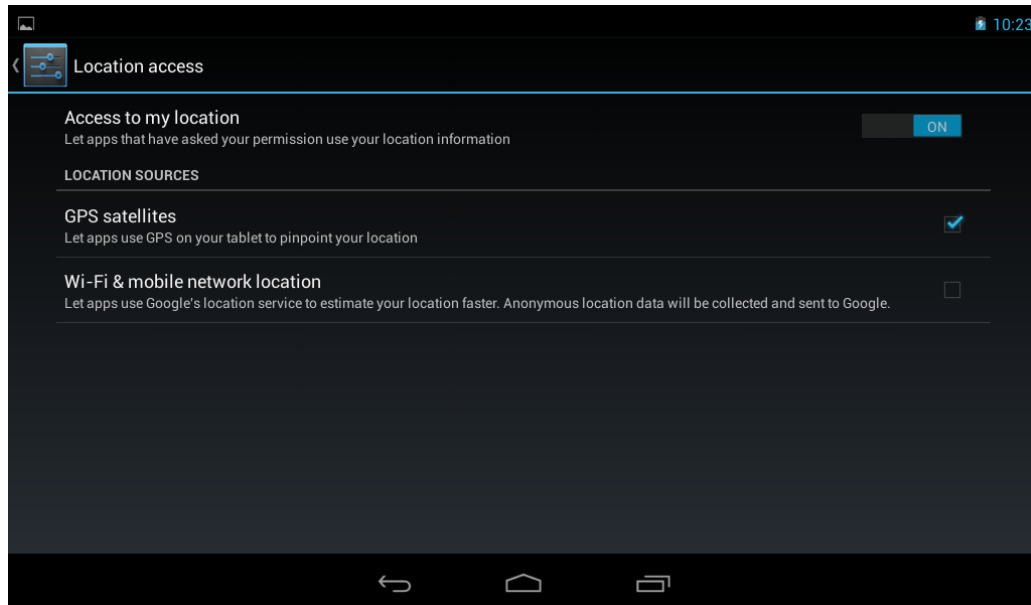 10:23
Location access
Access to my location
Let apps that have asked your permission use your location information
ON
LOCATION SOURCES
GPS satellites
Let apps use GPS on your tablet to pinpoint your location
Wi-Fi & mobile network location
Let apps use Google's location service to estimate your location faster. Anonymous location data will be collected and sent to Google.